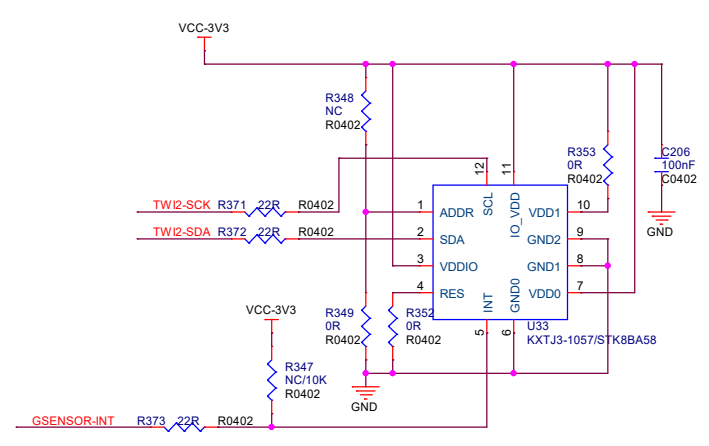 VCC-3V3
R348
NC
R0402
R353
0R
R0402
C206
100nF
C0402
12
11
TWI2-SCK R371 22R R0402
1 ADDR SCL IO_VDD VDD1 10
TWI2-SDA R372 22R R0402
2 SDA GND2 9
GND
3 VDDIO GND1 8
4 RES INT GND0 VDD0 7
VCC-3V3
R349
0R
R0402
R352
0R
R0402
5
6
U33
KXTJ3-1057/STK8BA58
R347
NC/10K
R0402
GND
GSENSOR-INT R373 22R R0402